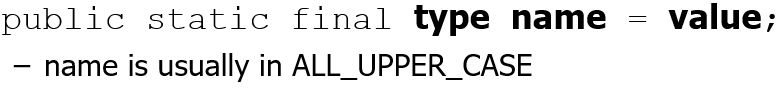 public static final type name = value;
– name is usually in ALL_UPPER_CASE